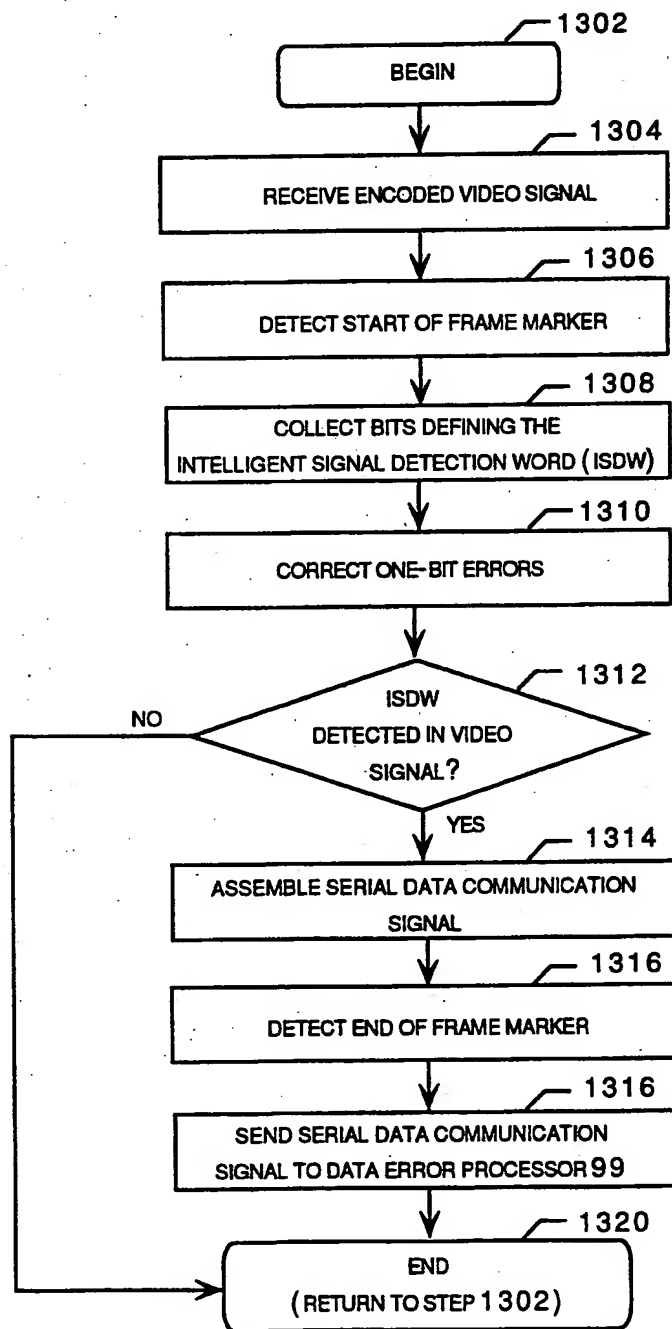 1302
BEGIN
1304
RECEIVE ENCODED VIDEO SIGNAL
1306
DETECT START OF FRAME MARKER
1308
COLLECT BITS DEFINING THE
INTELLIGENT SIGNAL DETECTION WORD (ISDW)
1310
CORRECT ONE-BIT ERRORS
1312
ISDW
DETECTED IN VIDEO
SIGNAL?
NO
YES
1314
ASSEMBLE SERIAL DATA COMMUNICATION
SIGNAL
1316
DETECT END OF FRAME MARKER
1316
SEND SERIAL DATA COMMUNICATION
SIGNAL TO DATA ERROR PROCESSOR 99
1320
END
(RETURN TO STEP 1302)